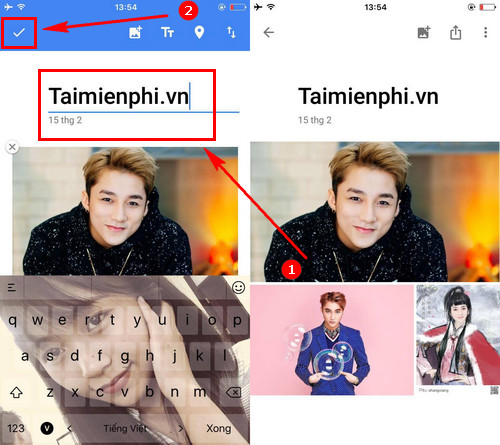 13:54
2
Taimienphi.vn
15 thg 2
1
q w e r t y u i o p
a s d f g h j k l
z x c v b n m
123 V Tiếng Việt Xong
13:54
Taimienphi.vn
15 thg 2